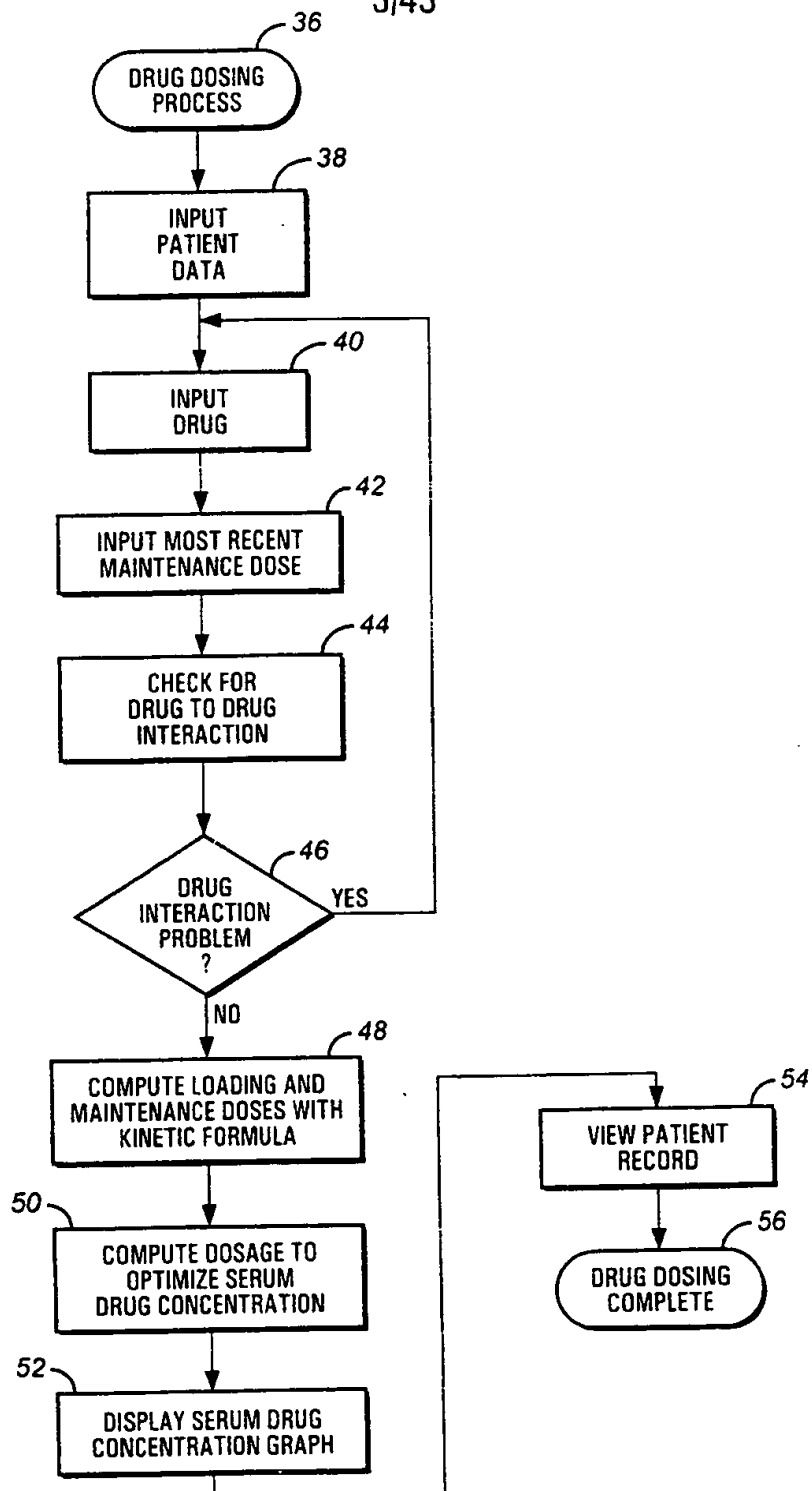 3/43
36
DRUG DOSING
PROCESS
38
INPUT
PATIENT
DATA
40
INPUT
DRUG
42
INPUT MOST RECENT
MAINTENANCE DOSE
44
CHECK FOR
DRUG TO DRUG
INTERACTION
46
DRUG
INTERACTION
PROBLEM
?
YES
NO
48
COMPUTE LOADING AND
MAINTENANCE DOSES WITH
KINETIC FORMULA
50
COMPUTE DOSAGE TO
OPTIMIZE SERUM
DRUG CONCENTRATION
52
DISPLAY SERUM DRUG
CONCENTRATION GRAPH
54
VIEW PATIENT
RECORD
56
DRUG DOSING
COMPLETE